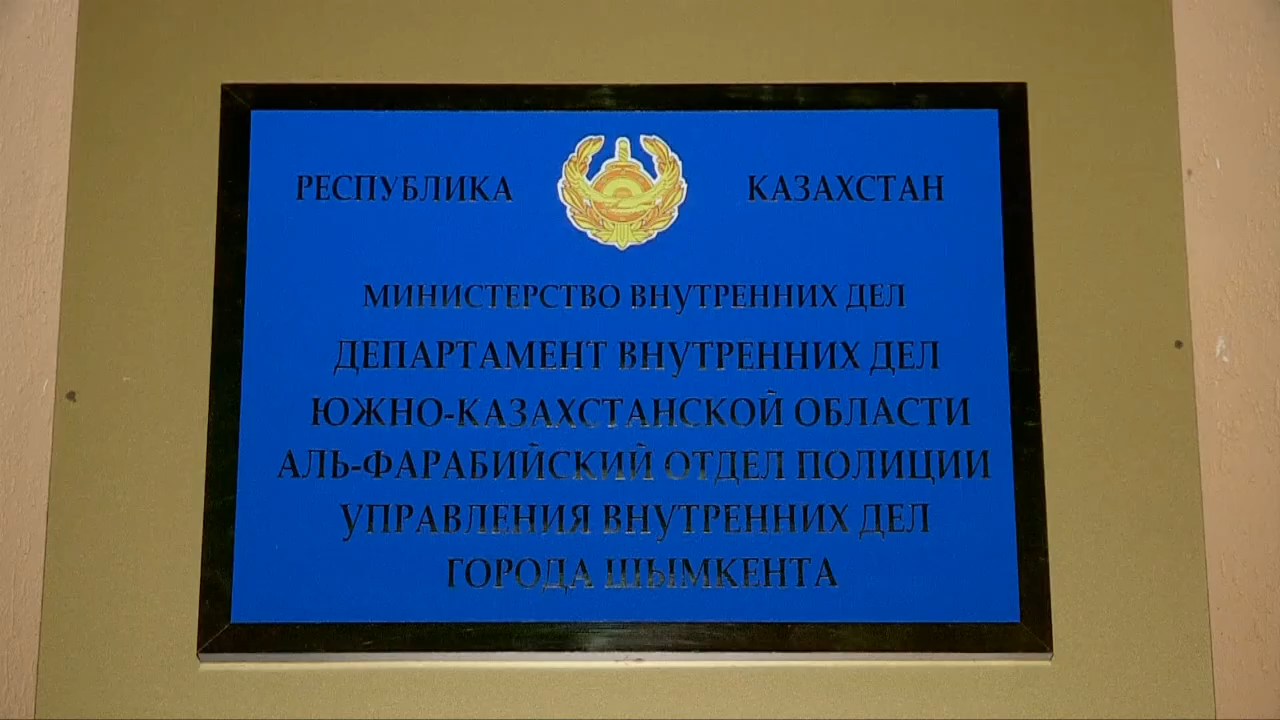 РЕСПУБЛИКА КАЗАХСТАН
МИНИСТЕРСТВО ВНУТРЕННИХ ДЕЛ
ДЕПАРТАМЕНТ ВНУТРЕННИХ ДЕЛ
ЮЖНО-КАЗАХСТАНСКОЙ ОБЛАСТИ
АЛЬ-ФАРАБИЙСКИЙ ОТДЕЛ ПОЛИЦИИ
УПРАВЛЕНИЯ ВНУТРЕННИХ ДЕЛ
ГОРОДА ШЫМКЕНТА